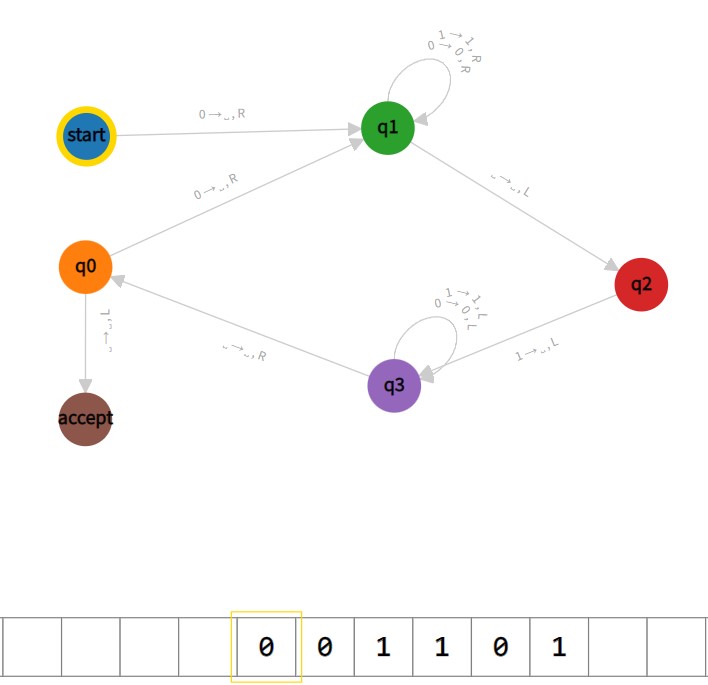 1→1,R
0→0,R
start
0→␣,R
q1
0→␣,R
␣→␣,L
q0
q2
1→1,L
0→0,L
␣→␣,L
␣→␣,R
1→␣,L
q3
accept
0 0 1 1 0 1